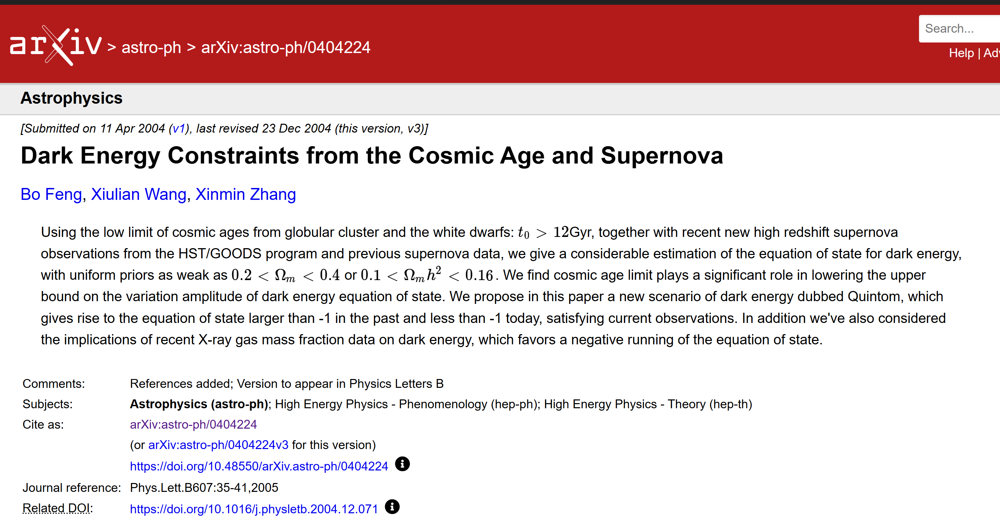 arXiv > astro-ph > arXiv:astro-ph/0404224
Search...
Help |
Astrophysics
[Submitted on 11 Apr 2004 (v1), last revised 23 Dec 2004 (this version, v3)]
Dark Energy Constraints from the Cosmic Age and Supernova
Bo Feng, Xiulian Wang, Xinmin Zhang
Using the low limit of cosmic ages from globular cluster and the white dwarfs: t₀ > 12Gyr, together with recent new high redshift supernova
observations from the HST/GOODS program and previous supernova data, we give a considerable estimation of the equation of state for dark energy,
with uniform priors as weak as 0.2 < Ωₘ < 0.4 or 0.1 < Ωₘh² < 0.16. We find cosmic age limit plays a significant role in lowering the upper
bound on the variation amplitude of dark energy equation of state. We propose in this paper a new scenario of dark energy dubbed Quintom, which
gives rise to the equation of state larger than -1 in the past and less than -1 today, satisfying current observations. In addition we've also considered
the implications of recent X-ray gas mass fraction data on dark energy, which favors a negative running of the equation of state.
Comments: References added; Version to appear in Physics Letters B
Subjects: Astrophysics (astro-ph); High Energy Physics - Phenomenology (hep-ph); High Energy Physics - Theory (hep-th)
Cite as: arXiv:astro-ph/0404224
(or arXiv:astro-ph/0404224v3 for this version)
https://doi.org/10.48550/arXiv.astro-ph/0404224
Journal reference: Phys.Lett.B607:35-41,2005
Related DOI: https://doi.org/10.1016/j.physletb.2004.12.071